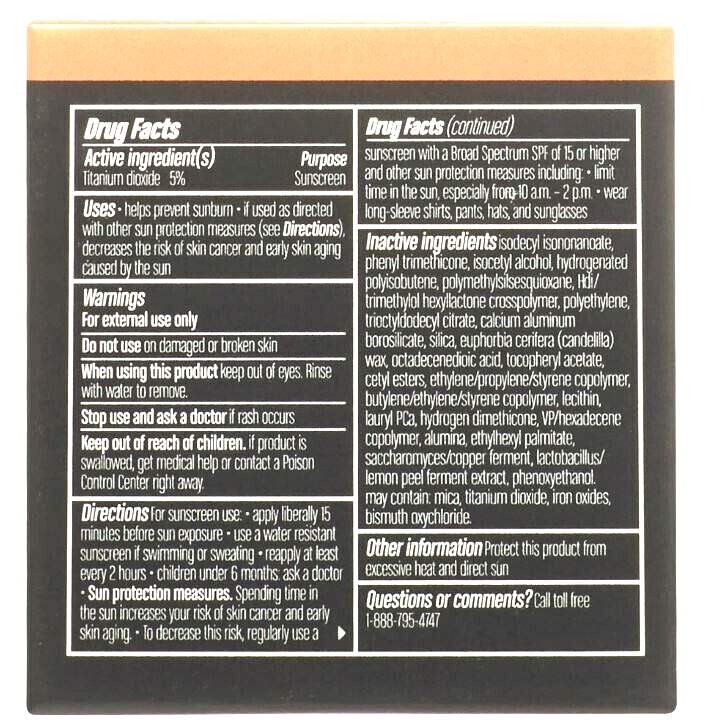 Drug Facts
Active ingredient(s) Purpose
Titanium dioxide 5% Sunscreen
Uses • helps prevent sunburn • if used as directed
with other sun protection measures (see Directions),
decreases the risk of skin cancer and early skin aging
caused by the sun
Warnings
For external use only
Do not use on damaged or broken skin
When using this product keep out of eyes. Rinse
with water to remove.
Stop use and ask a doctor if rash occurs
Keep out of reach of children. if product is
swallowed, get medical help or contact a Poison
Control Center right away.
Directions For sunscreen use: • apply liberally 15
minutes before sun exposure • use a water resistant
sunscreen if swimming or sweating • reapply at least
every 2 hours • children under 6 months: ask a doctor
• Sun protection measures. Spending time in
the sun increases your risk of skin cancer and early
skin aging. • To decrease this risk, regularly use a
Drug Facts (continued)
sunscreen with a Broad Spectrum SPF of 15 or higher
and other sun protection measures including: • limit
time in the sun, especially from 10 a.m. – 2 p.m. • wear
long-sleeve shirts, pants, hats, and sunglasses
Inactive ingredients isodecyl isononanoate,
phenyl trimethicone, isocetyl alcohol, hydrogenated
polyisobutene, polymethylsilsesquioxane, Hdi/
trimethylol hexyllactone crosspolymer, polyethylene,
trioctyldodecyl citrate, calcium aluminum
borosilicate, silica, euphorbia cerifera (candelilla)
wax, octadecenedioic acid, tocopheryl acetate,
cetyl esters, ethylene/propylene/styrene copolymer,
butylene/ethylene/styrene copolymer, lecithin,
lauryl PCa, hydrogen dimethicone, VP/hexadecene
copolymer, alumina, ethylhexyl palmitate,
saccharomyces/copper ferment, lactobacillus/
lemon peel ferment extract, phenoxyethanol.
may contain: mica, titanium dioxide, iron oxides,
bismuth oxychloride.
Other information Protect this product from
excessive heat and direct sun
Questions or comments? Call toll free
1-888-795-4747